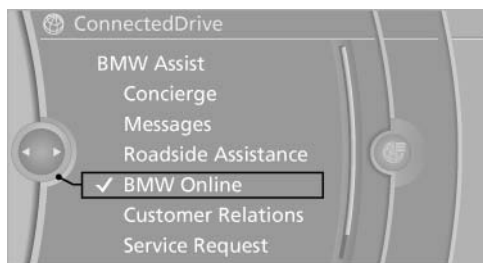 ConnectedDrive
BMW Assist
Concierge
Messages
Roadside Assistance
✓ BMW Online
Customer Relations
Service Request